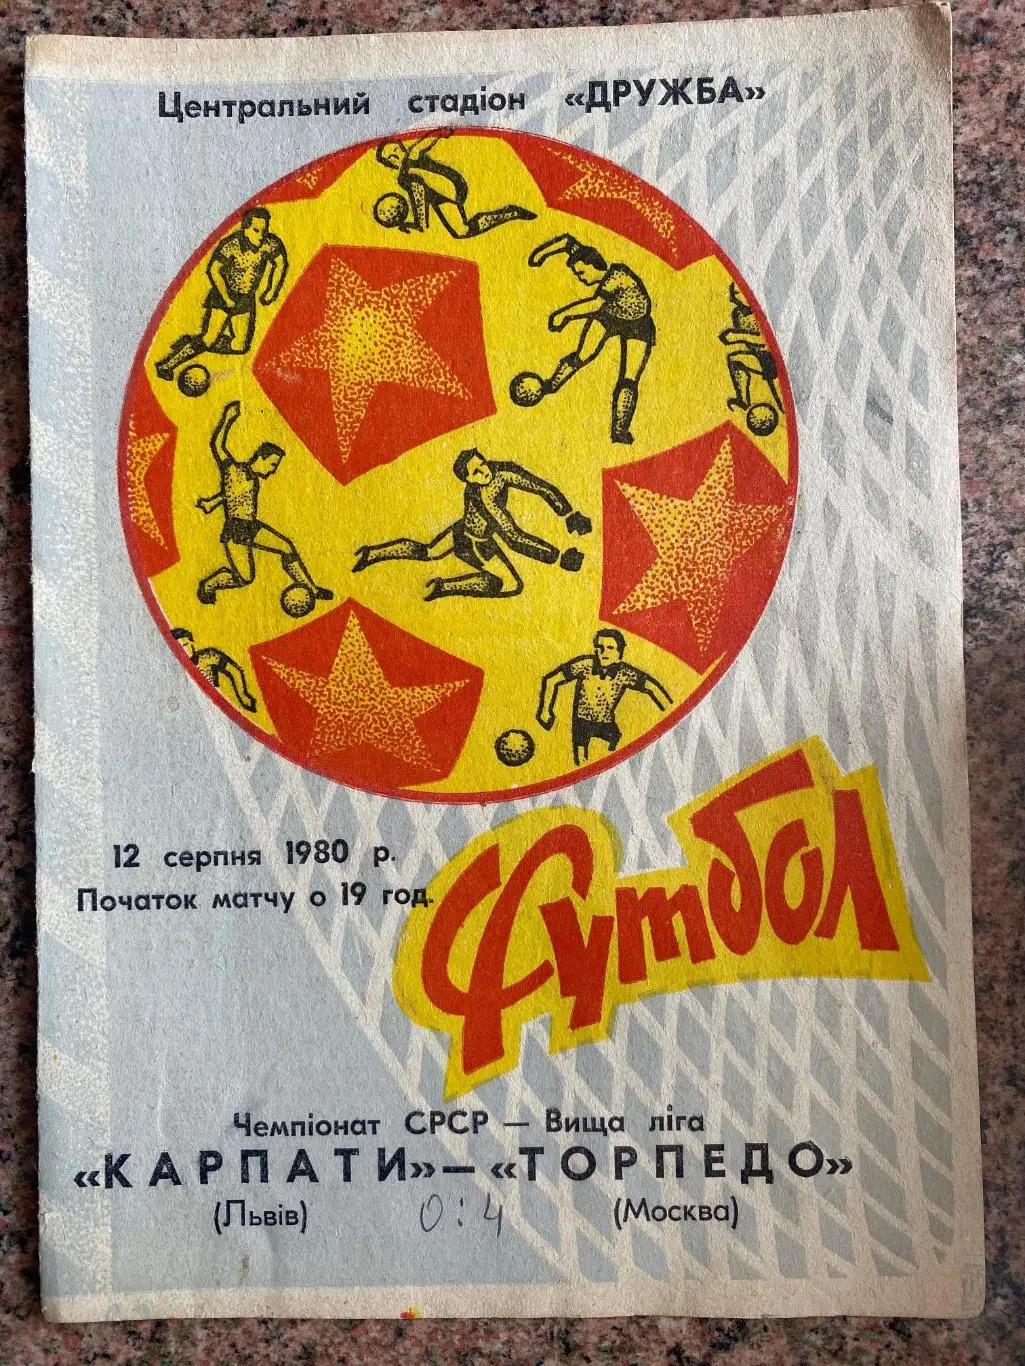 Центральний стадіон «ДРУЖБА»
12 серпня 1980 р.
Початок матчу о 19 год.
Футбол
Чемпіонат СРСР — Вища ліга
«КАРПАТИ» — «ТОРПЕДО»
(Львів) 0:4 (Москва)